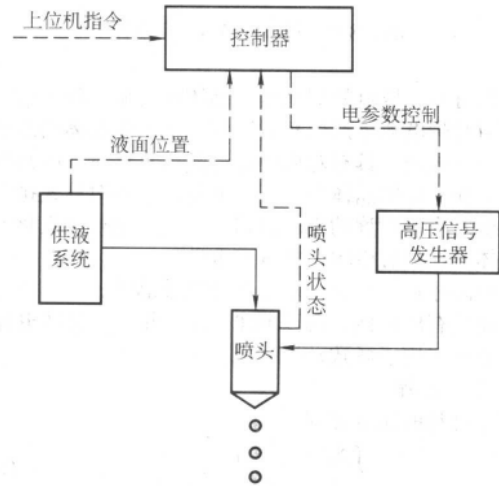 上位机指令
控制器
电参数控制
液面位置
供液
系统
喷头状态
高压信号
发生器
喷头